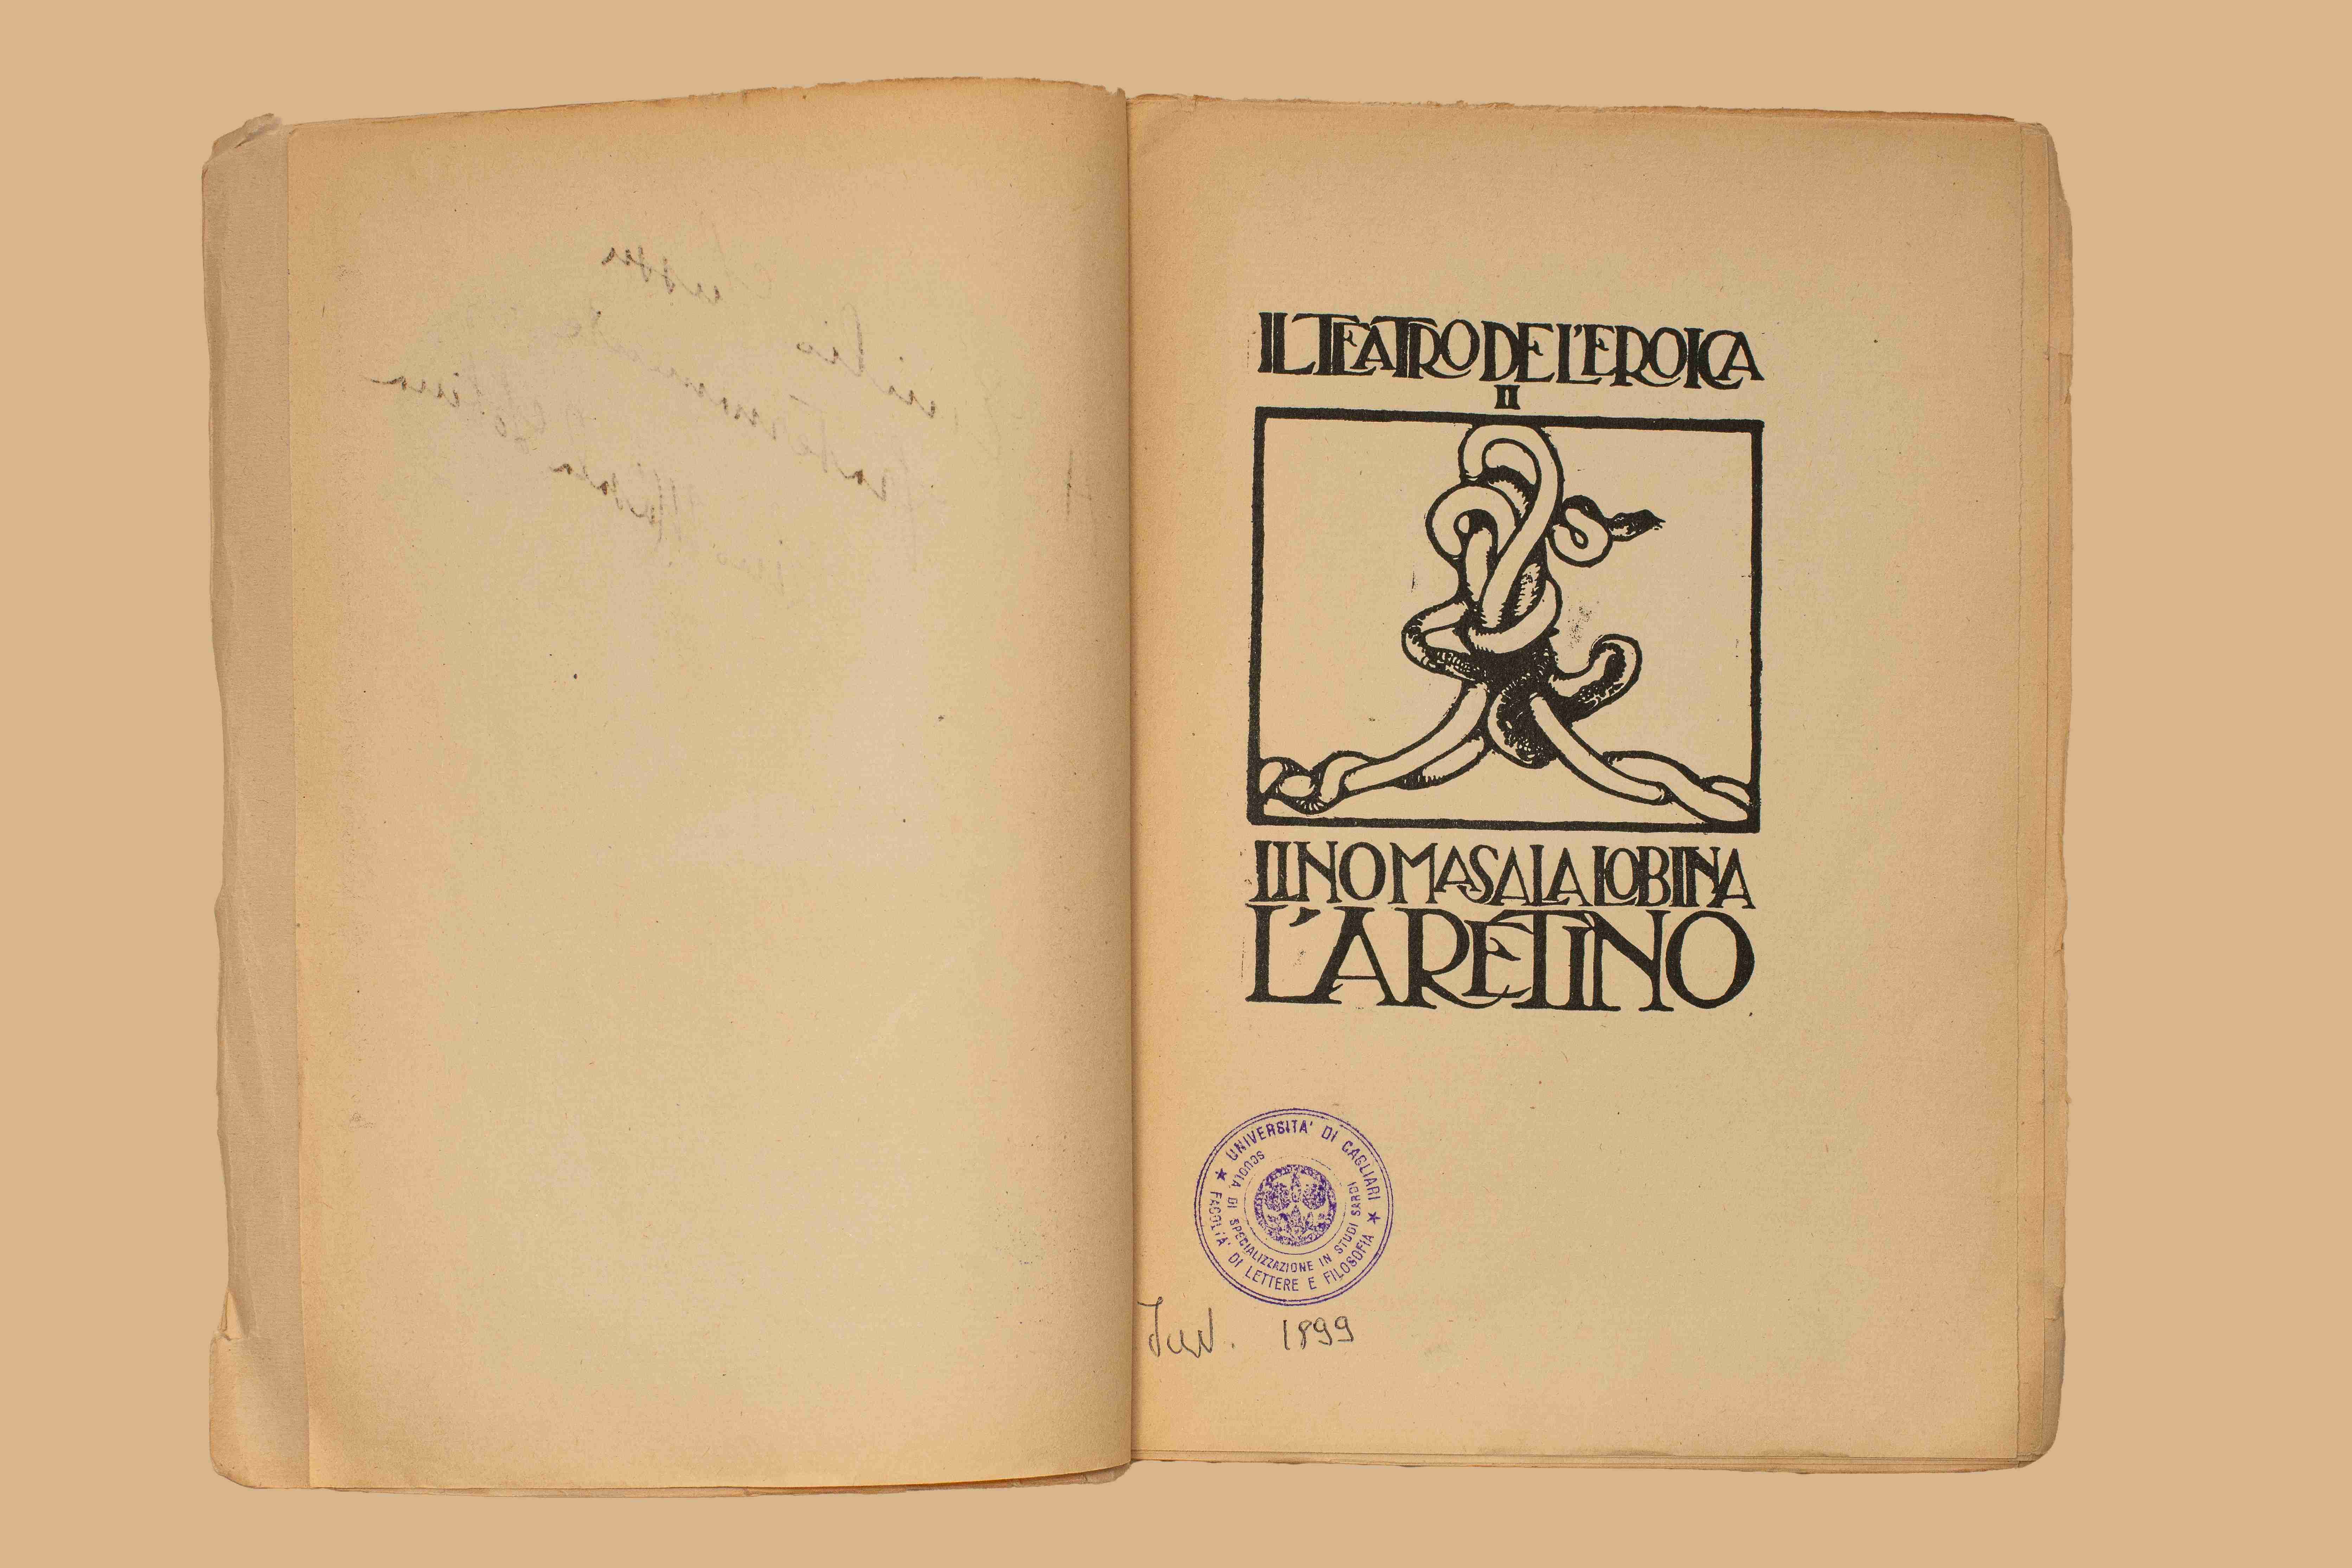 IL TEATRO DE L'EROICA
II
LINO MASALA LOBINA
L'ARETINO
★ UNIVERSITA' DI CAGLIARI ★
FACOLTA' DI LETTERE E FILOSOFIA
SCUOLA DI SPECIALIZZAZIONE IN STUDI SARDI
Inv. 1899